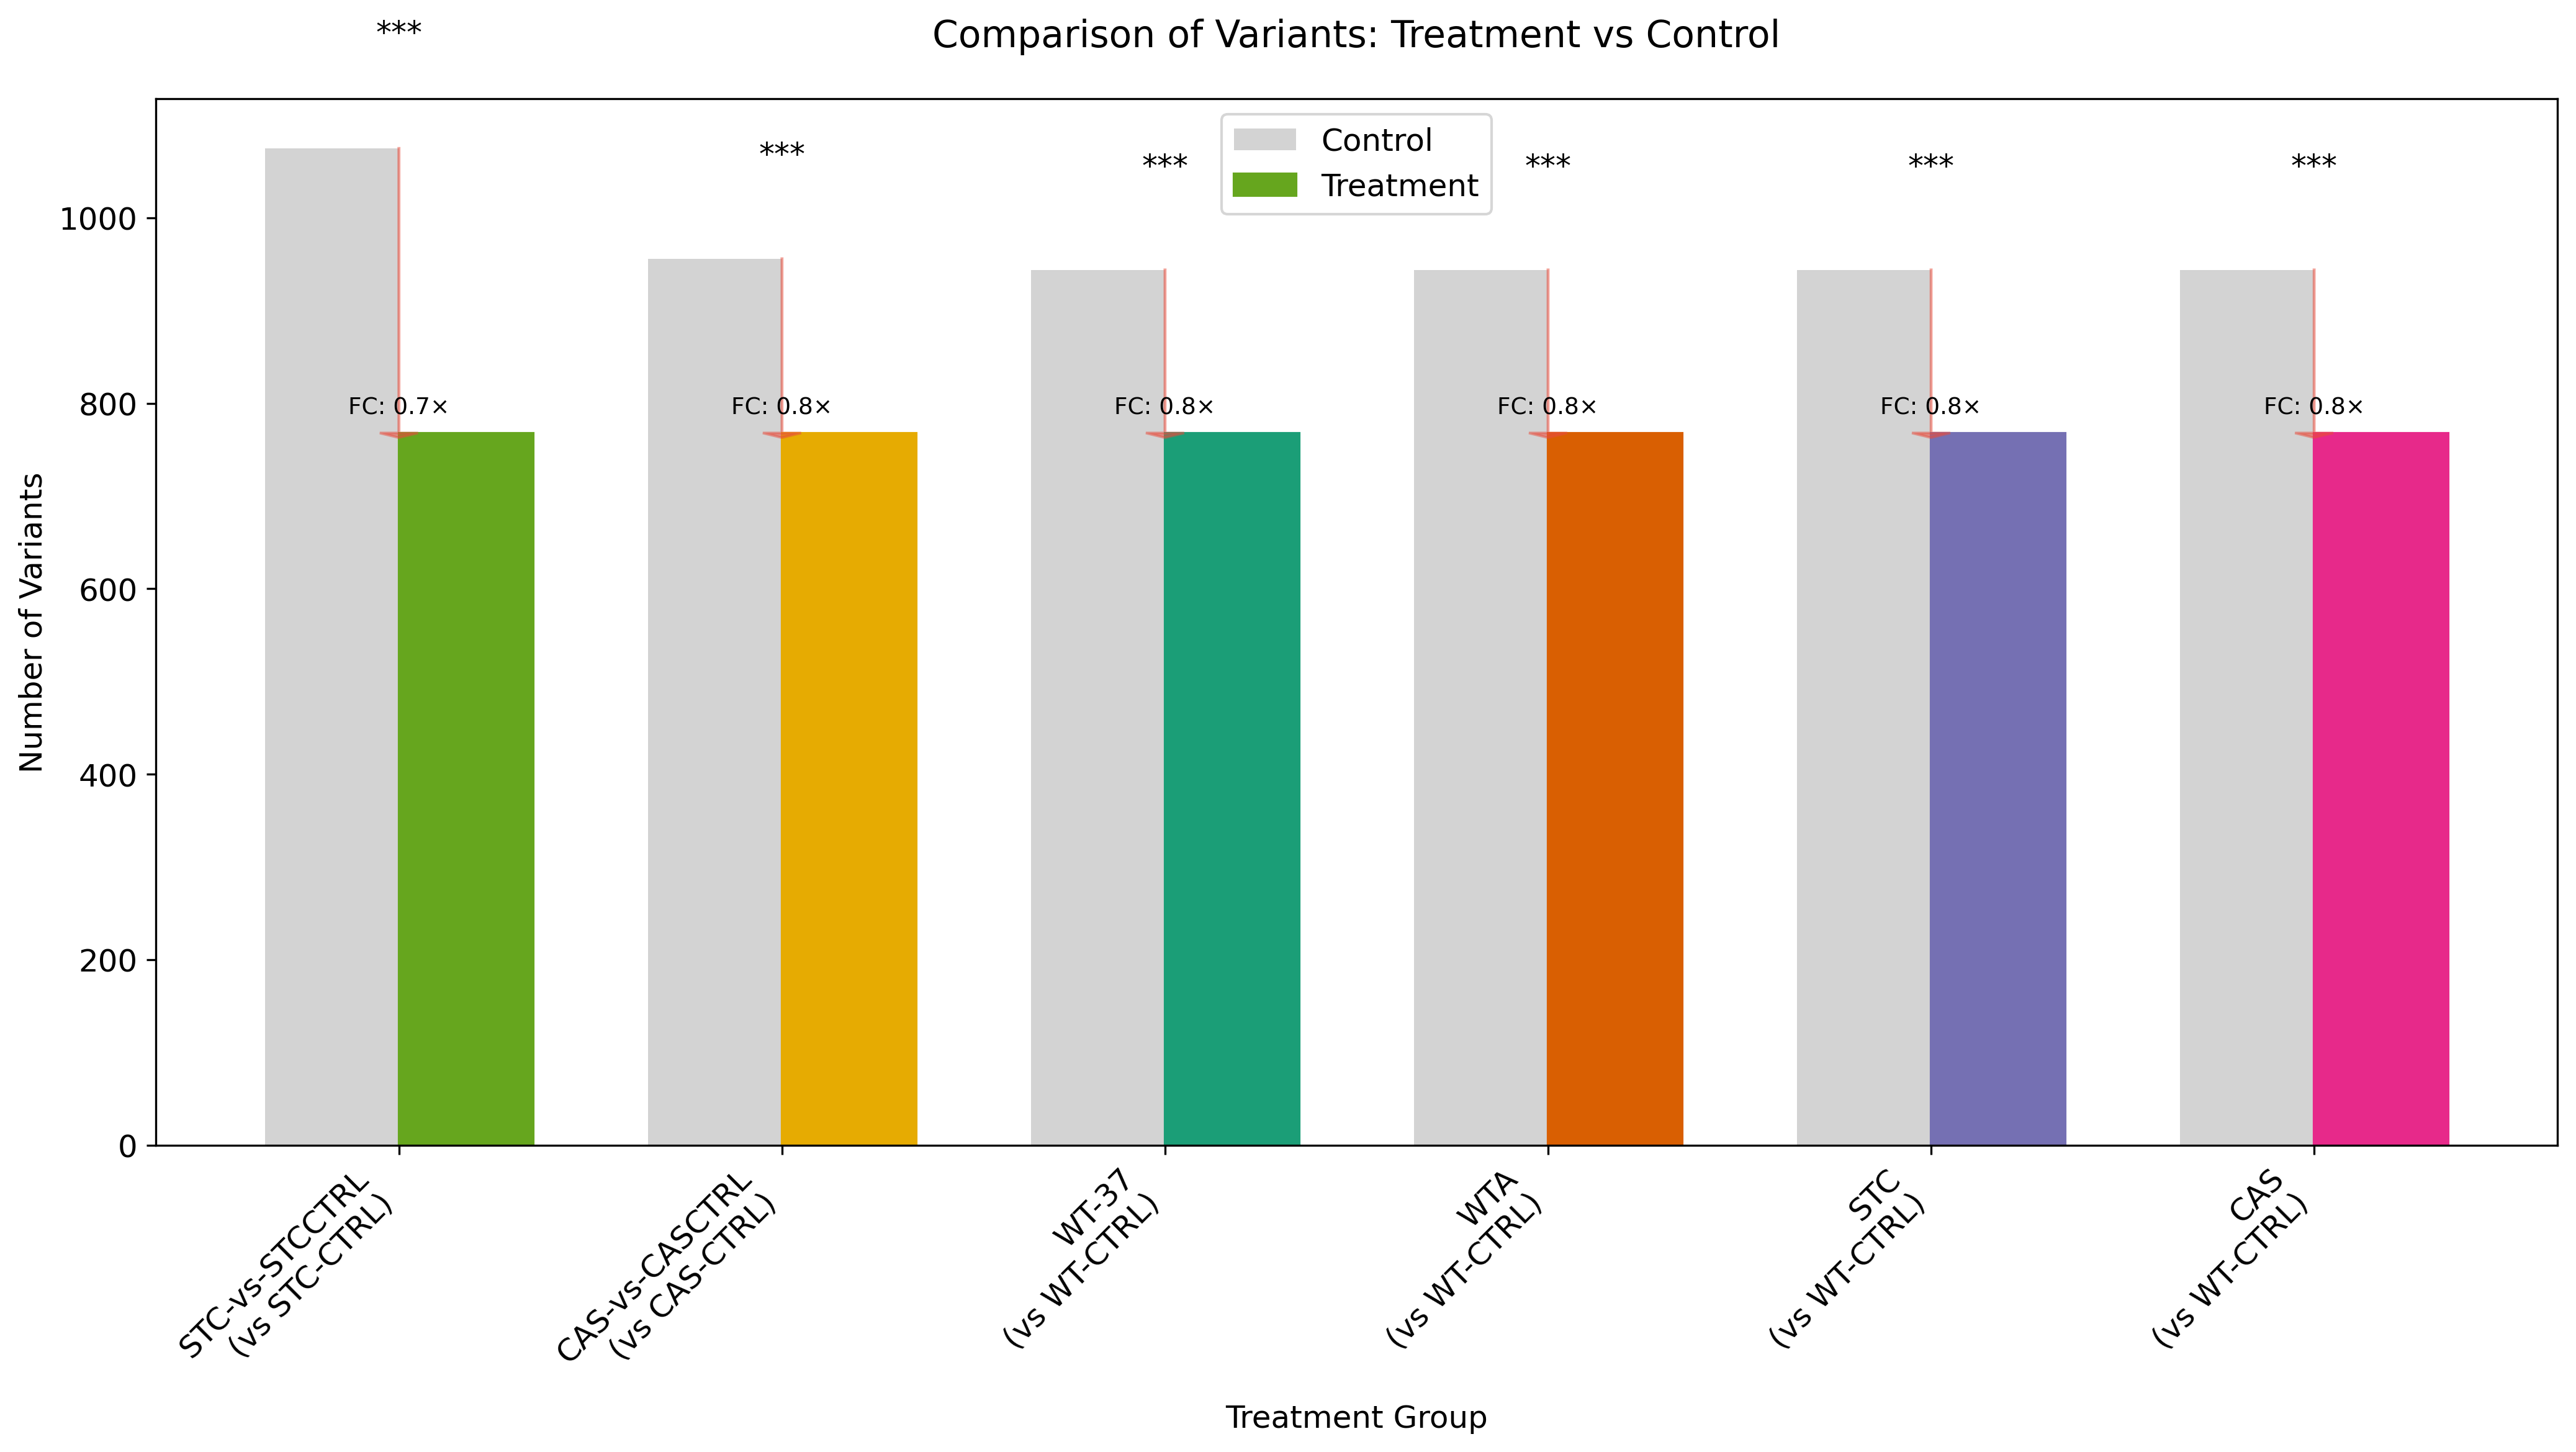 Comparison of Variants: Treatment vs Control
***
***
***
***
***
***
Control
Treatment
Number of Variants
1000
800
600
400
200
0
FC: 0.7×
FC: 0.8×
FC: 0.8×
FC: 0.8×
FC: 0.8×
FC: 0.8×
STC-vs-STCCTRL
(vs STC-CTRL)
CAS-vs-CASCTRL
(vs CAS-CTRL)
WT-37
(vs WT-CTRL)
WTA
(vs WT-CTRL)
STC
(vs WT-CTRL)
CAS
(vs WT-CTRL)
Treatment Group